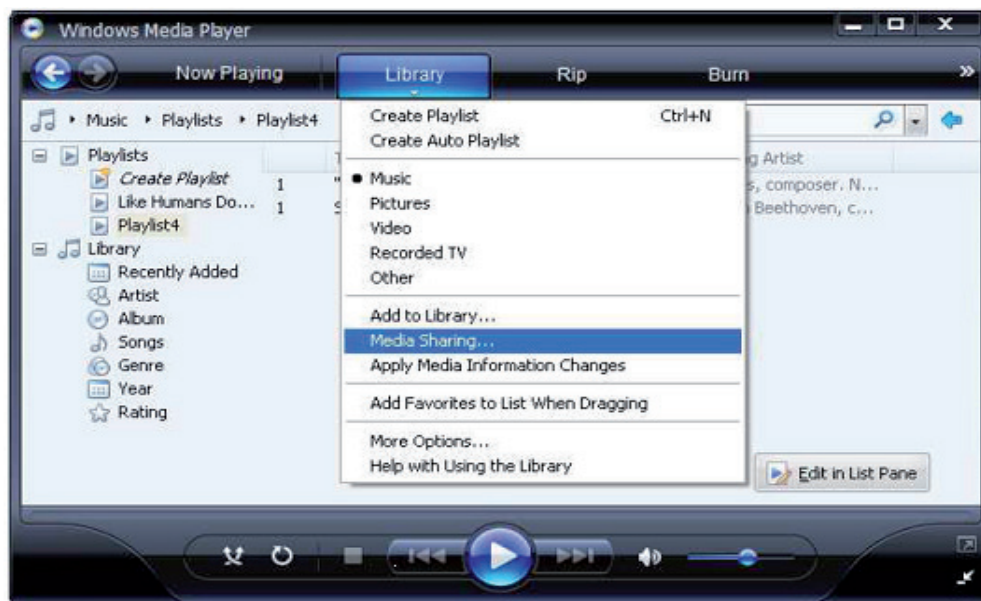 Windows Media Player
Now Playing Library Rip Burn »
Music Playlists Playlist4
Playlists
Create Playlist 1
Like Humans Do... 1
Playlist4
Library
Recently Added
Artist
Album
Songs
Genre
Year
Rating
Create Playlist Ctrl+N
Create Auto Playlist
Music
Pictures
Video
Recorded TV
Other
Add to Library...
Media Sharing...
Apply Media Information Changes
Add Favorites to List When Dragging
More Options...
Help with Using the Library
Artist
composer. N...
Beethoven, c...
Edit in List Pane